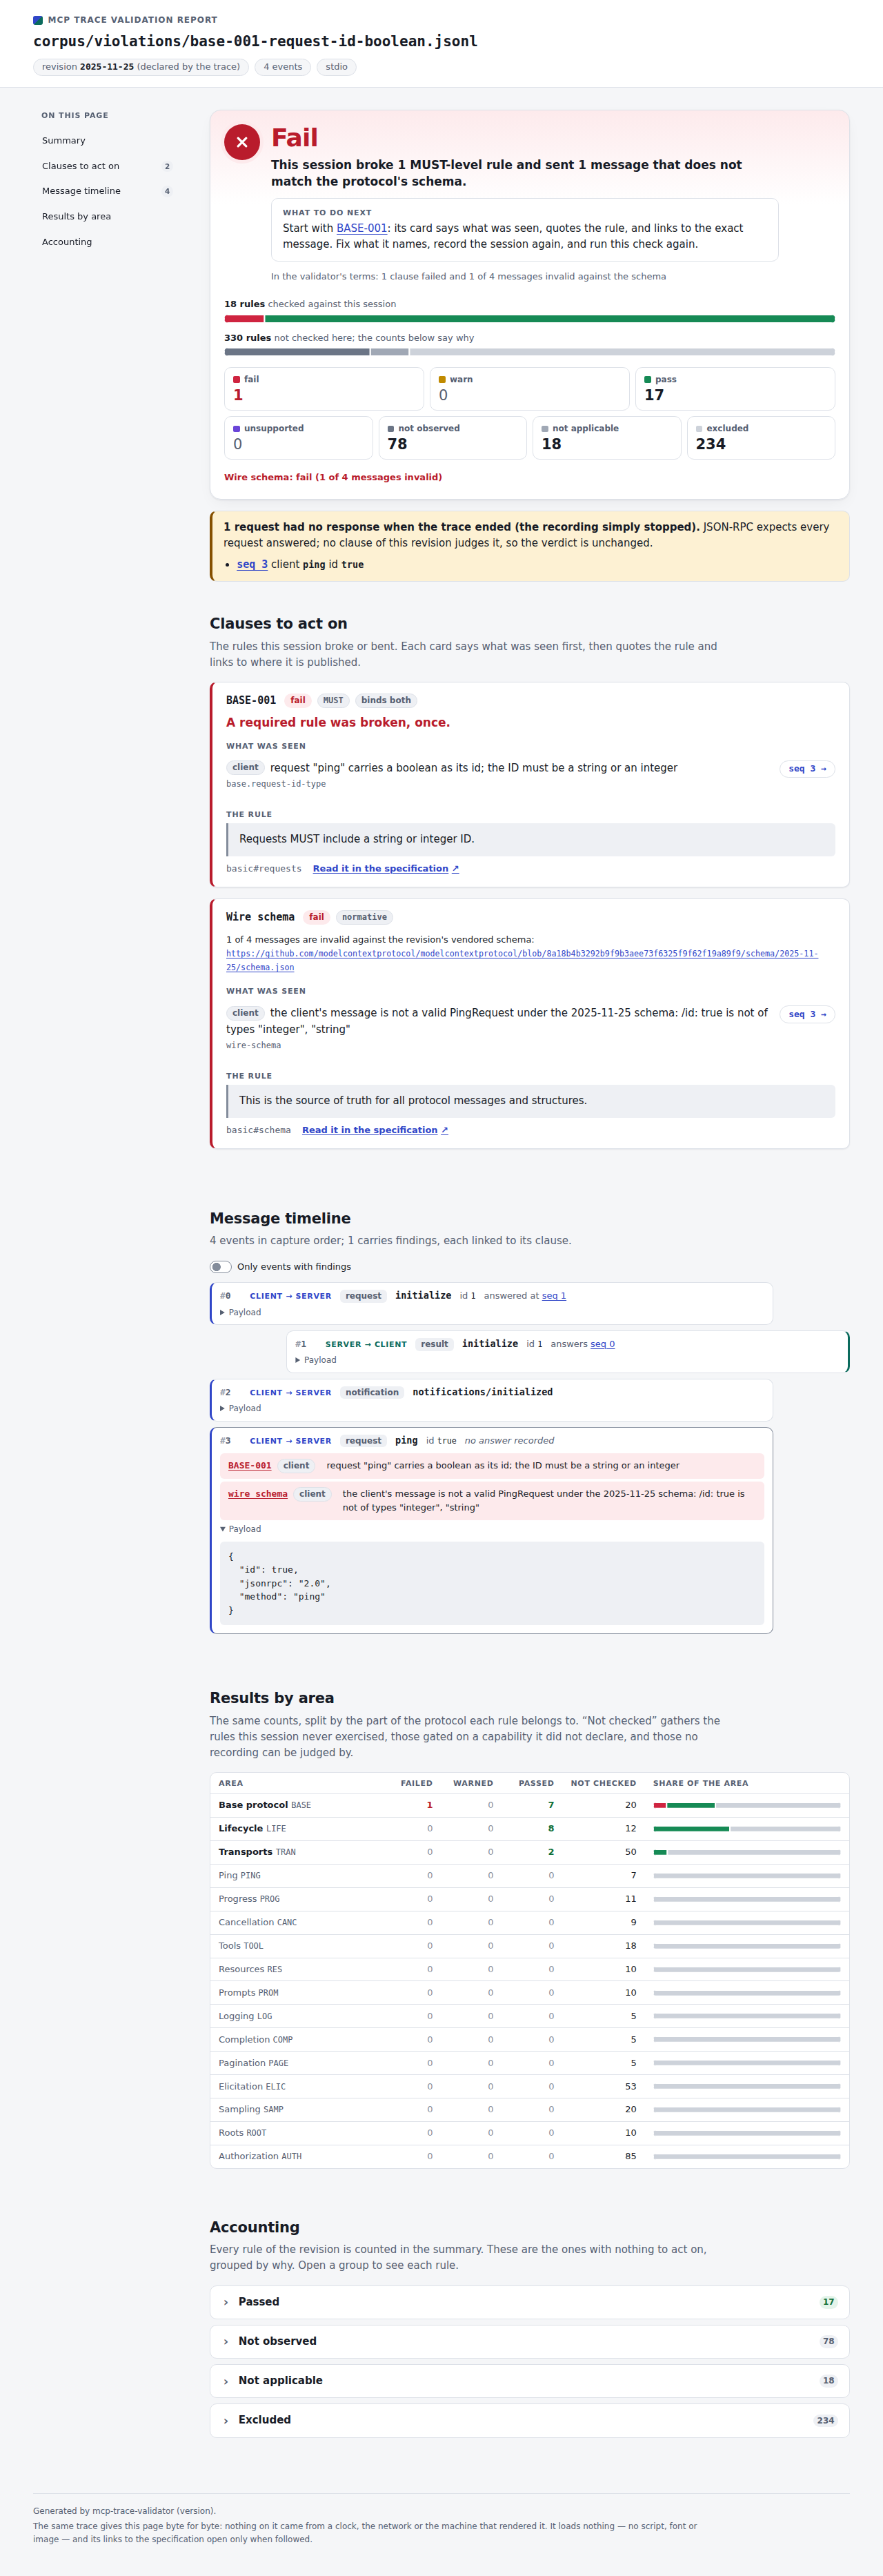 MCP TRACE VALIDATION REPORT
corpus/violations/base-001-request-id-boolean.jsonl
revision 2025-11-25 (declared by the trace) 4 events stdio
ON THIS PAGE
Summary
Clauses to act on 2
Message timeline 4
Results by area
Accounting
Fail
This session broke 1 MUST-level rule and sent 1 message that does not
match the protocol's schema.
WHAT TO DO NEXT
Start with BASE-001: its card says what was seen, quotes the rule, and links to the exact
message. Fix what it names, record the session again, and run this check again.
In the validator's terms: 1 clause failed and 1 of 4 messages invalid against the schema
18 rules checked against this session
330 rules not checked here; the counts below say why
fail
1
warn
0
pass
17
unsupported
0
not observed
78
not applicable
18
excluded
234
Wire schema: fail (1 of 4 messages invalid)
1 request had no response when the trace ended (the recording simply stopped). JSON-RPC expects every
request answered; no clause of this revision judges it, so the verdict is unchanged.
• seq 3 client ping id true
Clauses to act on
The rules this session broke or bent. Each card says what was seen first, then quotes the rule and
links to where it is published.
BASE-001 fail MUST binds both
A required rule was broken, once.
WHAT WAS SEEN
client request "ping" carries a boolean as its id; the ID must be a string or an integer seq 3 →
base.request-id-type
THE RULE
Requests MUST include a string or integer ID.
basic#requests Read it in the specification ↗
Wire schema fail normative
1 of 4 messages are invalid against the revision's vendored schema:
https://github.com/modelcontextprotocol/modelcontextprotocol/blob/8a18b4b3292b9f9b3aee73f6325f9f62f19a89f9/schema/2025-11-
25/schema.json
WHAT WAS SEEN
client the client's message is not a valid PingRequest under the 2025-11-25 schema: /id: true is not of seq 3 →
types "integer", "string"
wire-schema
THE RULE
This is the source of truth for all protocol messages and structures.
basic#schema Read it in the specification ↗
Message timeline
4 events in capture order; 1 carries findings, each linked to its clause.
Only events with findings
#0 CLIENT → SERVER request initialize id 1 answered at seq 1
▶ Payload
#1 SERVER → CLIENT result initialize id 1 answers seq 0
▶ Payload
#2 CLIENT → SERVER notification notifications/initialized
▶ Payload
#3 CLIENT → SERVER request ping id true no answer recorded
BASE-001 client request "ping" carries a boolean as its id; the ID must be a string or an integer
wire schema client the client's message is not a valid PingRequest under the 2025-11-25 schema: /id: true is
not of types "integer", "string"
▼ Payload
{
"id": true,
"jsonrpc": "2.0",
"method": "ping"
}
Results by area
The same counts, split by the part of the protocol each rule belongs to. “Not checked” gathers the
rules this session never exercised, those gated on a capability it did not declare, and those no
recording can be judged by.
AREA FAILED WARNED PASSED NOT CHECKED SHARE OF THE AREA
Base protocol BASE 1 0 7 20
Lifecycle LIFE 0 0 8 12
Transports TRAN 0 0 2 50
Ping PING 0 0 0 7
Progress PROG 0 0 0 11
Cancellation CANC 0 0 0 9
Tools TOOL 0 0 0 18
Resources RES 0 0 0 10
Prompts PROM 0 0 0 10
Logging LOG 0 0 0 5
Completion COMP 0 0 0 5
Pagination PAGE 0 0 0 5
Elicitation ELIC 0 0 0 53
Sampling SAMP 0 0 0 20
Roots ROOT 0 0 0 10
Authorization AUTH 0 0 0 85
Accounting
Every rule of the revision is counted in the summary. These are the ones with nothing to act on,
grouped by why. Open a group to see each rule.
› Passed 17
› Not observed 78
› Not applicable 18
› Excluded 234
Generated by mcp-trace-validator (version).
The same trace gives this page byte for byte: nothing on it came from a clock, the network or the machine that rendered it. It loads nothing — no script, font or
image — and its links to the specification open only when followed.